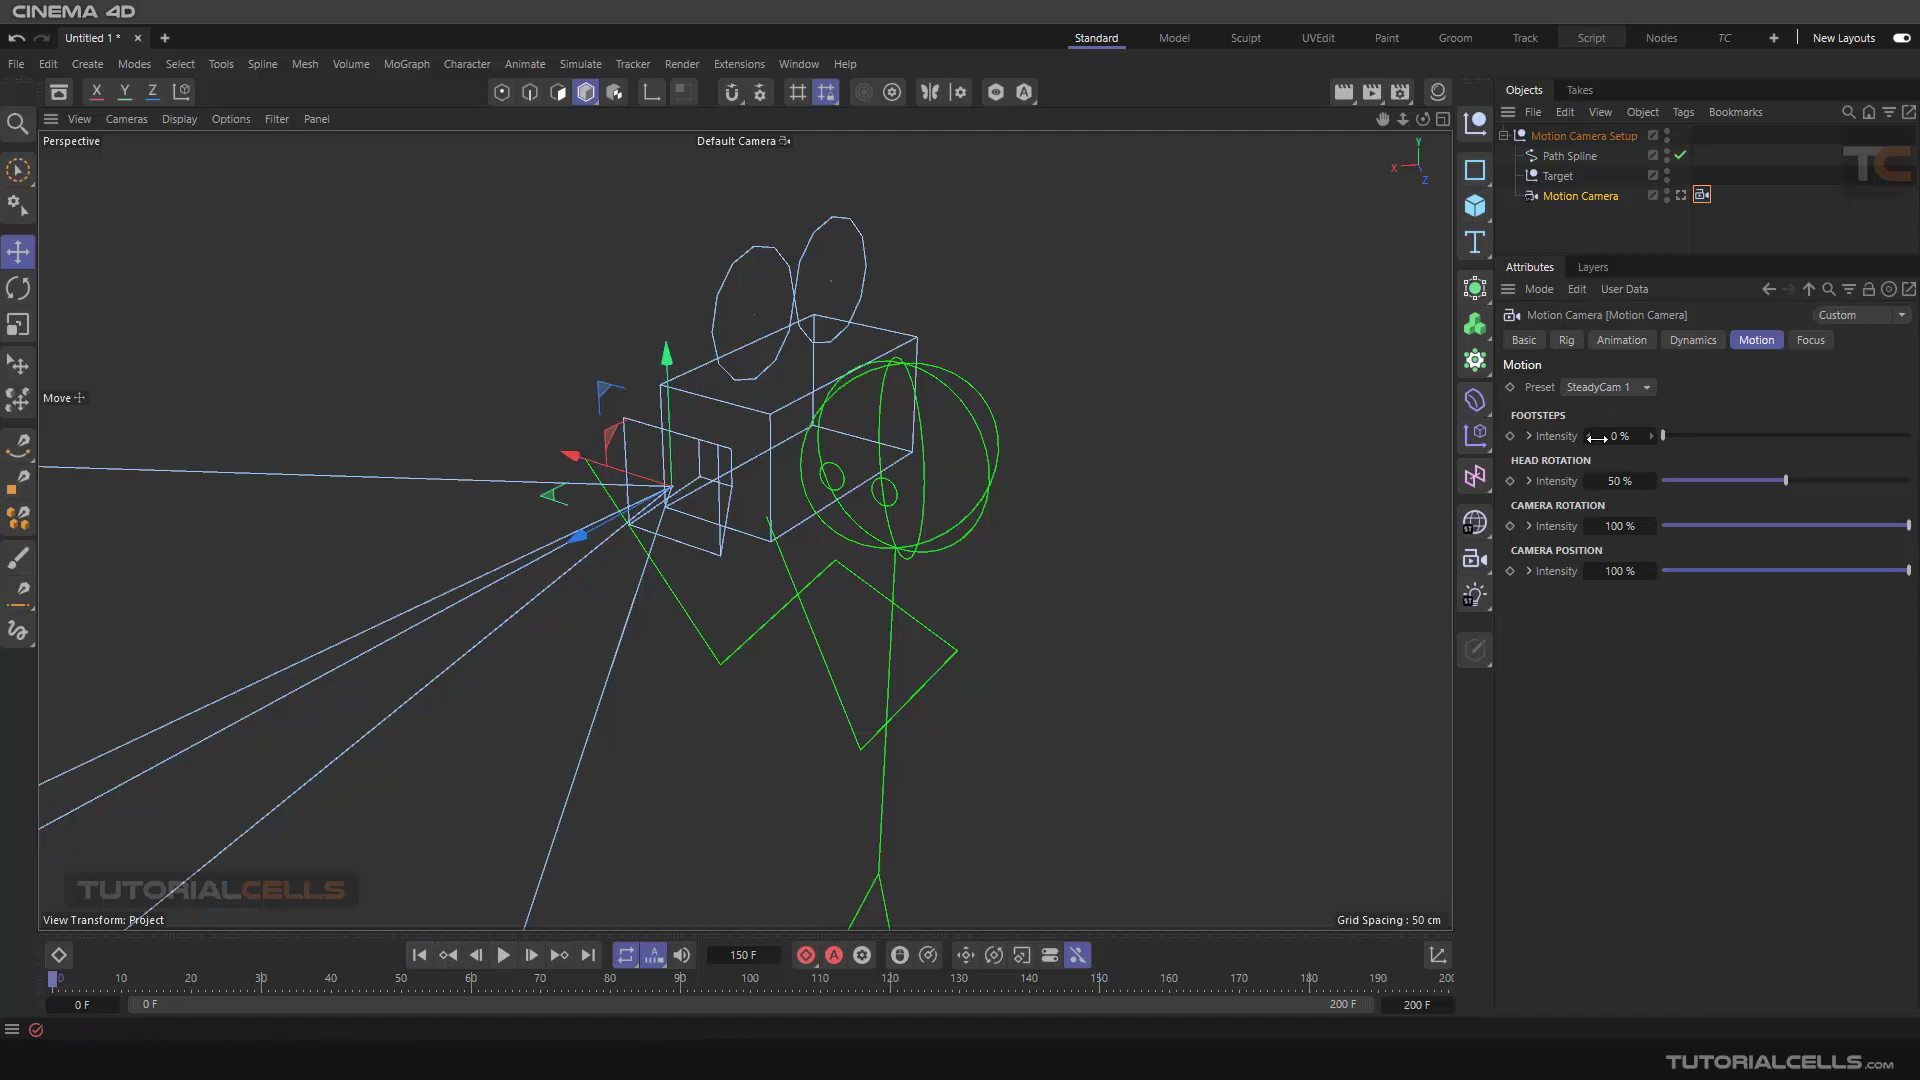 CINEMA 4D
Untitled 1 *
Standard Model Sculpt UVEdit Paint Groom Track Script Nodes TC New Layouts
File Edit Create Modes Select Tools Spline Mesh Volume MoGraph Character Animate Simulate Tracker Render Extensions Window Help
X Y Z
View Cameras Display Options Filter Panel
Perspective
Default Camera
Y
X
Z
Move
TUTORIALCELLS
View Transform: Project
Grid Spacing : 50 cm
Objects Takes
File Edit View Object Tags Bookmarks
Motion Camera Setup
Path Spline
Target
Motion Camera
TC
Attributes Layers
Mode Edit User Data
Motion Camera [Motion Camera]
Custom
Basic Rig Animation Dynamics Motion Focus
Motion
Preset SteadyCam 1
FOOTSTEPS
Intensity 0 %
HEAD ROTATION
Intensity 50 %
CAMERA ROTATION
Intensity 100 %
CAMERA POSITION
Intensity 100 %
150 F
0 10 20 30 40 50 60 70 80 90 100 110 120 130 140 150 160 170 180 190 200
0 F 0 F 200 F 200 F
TUTORIALCELLS.COM